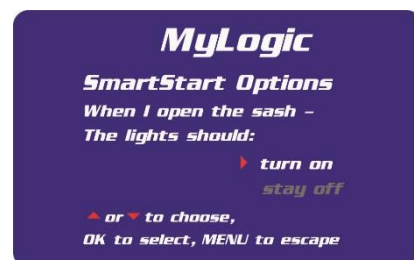 MyLogic
SmartStart Options
When I open the sash –
The lights should:
turn on
stay off
or to choose,
OK to select, MENU to escape